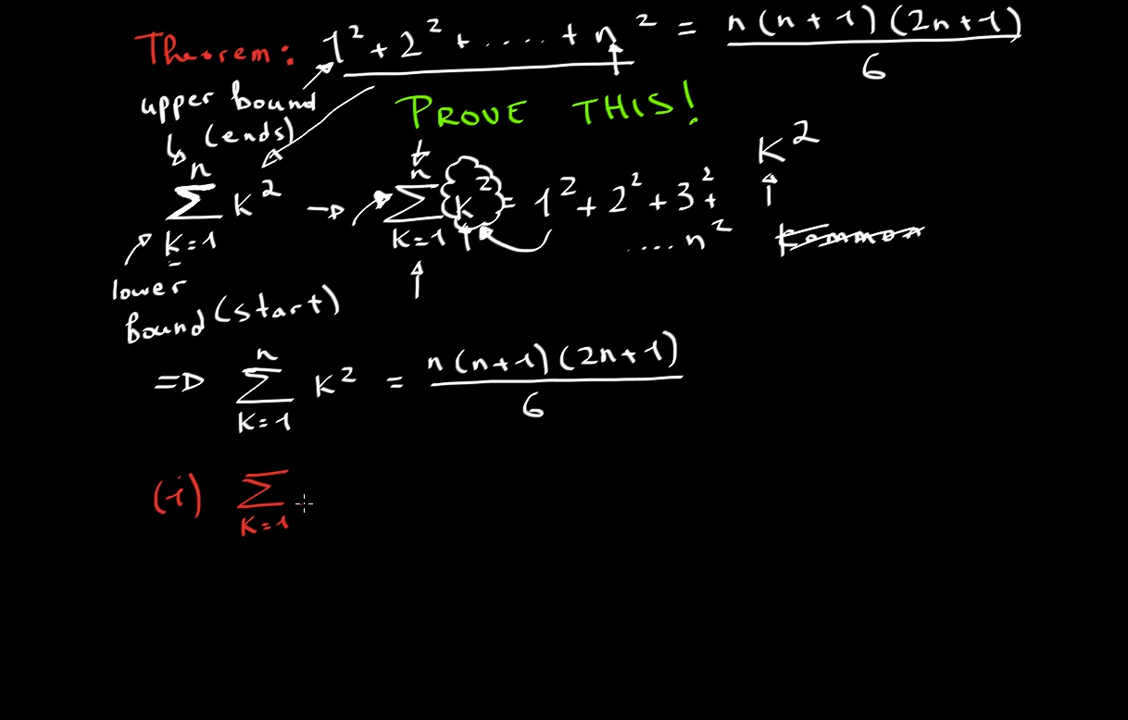 Theorem: 1² + 2² + ..... + n² = n(n+1)(2n+1) / 6
upper bound (ends)
PROVE THIS!
n ∑ K=1 K² → n ∑ K=1 K² = 1² + 2² + 3² + .... n²
K²
lower bound (start)
=> n ∑ K=1 K² = n(n+1)(2n+1) / 6
(i) ∑ K=1